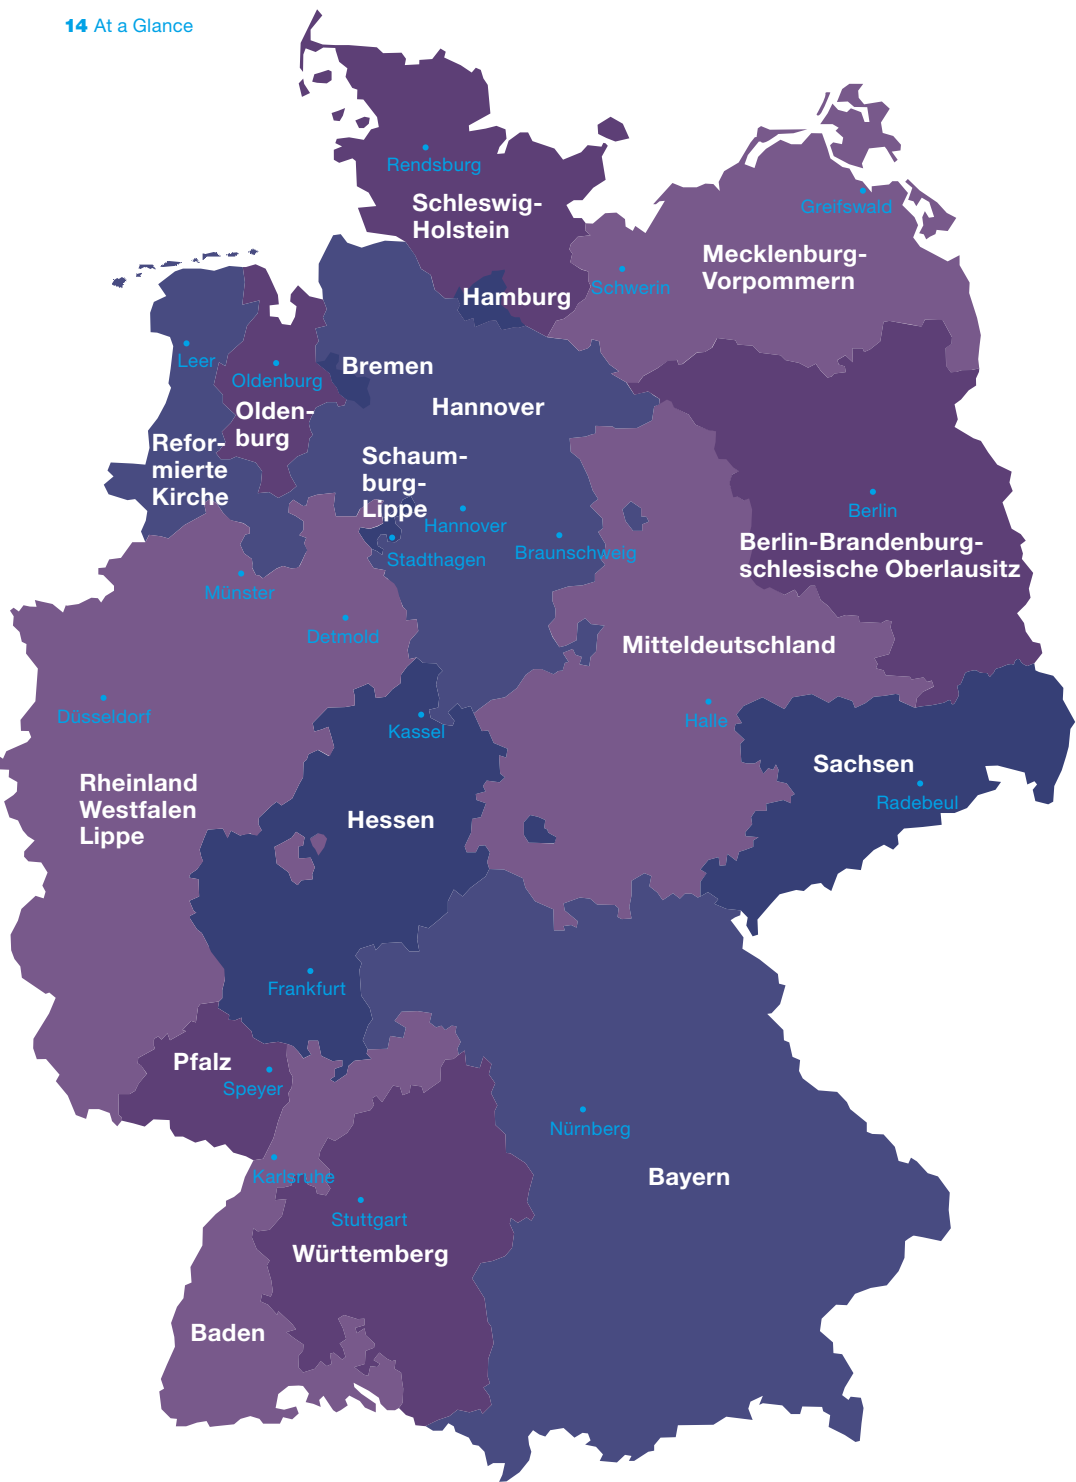 14 At a Glance
Rendsburg
Schleswig-
Holstein
Greifswald
Mecklenburg-
Vorpommern
Schwerin
Hamburg
Leer
Bremen
Oldenburg
Hannover
Olden-
burg
Refor-
mierte
Kirche
Schaum-
burg-
Lippe
Hannover
Stadthagen
Braunschweig
Berlin
Berlin-Brandenburg-
schlesische Oberlausitz
Münster
Detmold
Mitteldeutschland
Düsseldorf
Kassel
Halle
Rheinland
Westfalen
Lippe
Sachsen
Radebeul
Hessen
Frankfurt
Pfalz
Speyer
Nürnberg
Karlsruhe
Bayern
Stuttgart
Württemberg
Baden